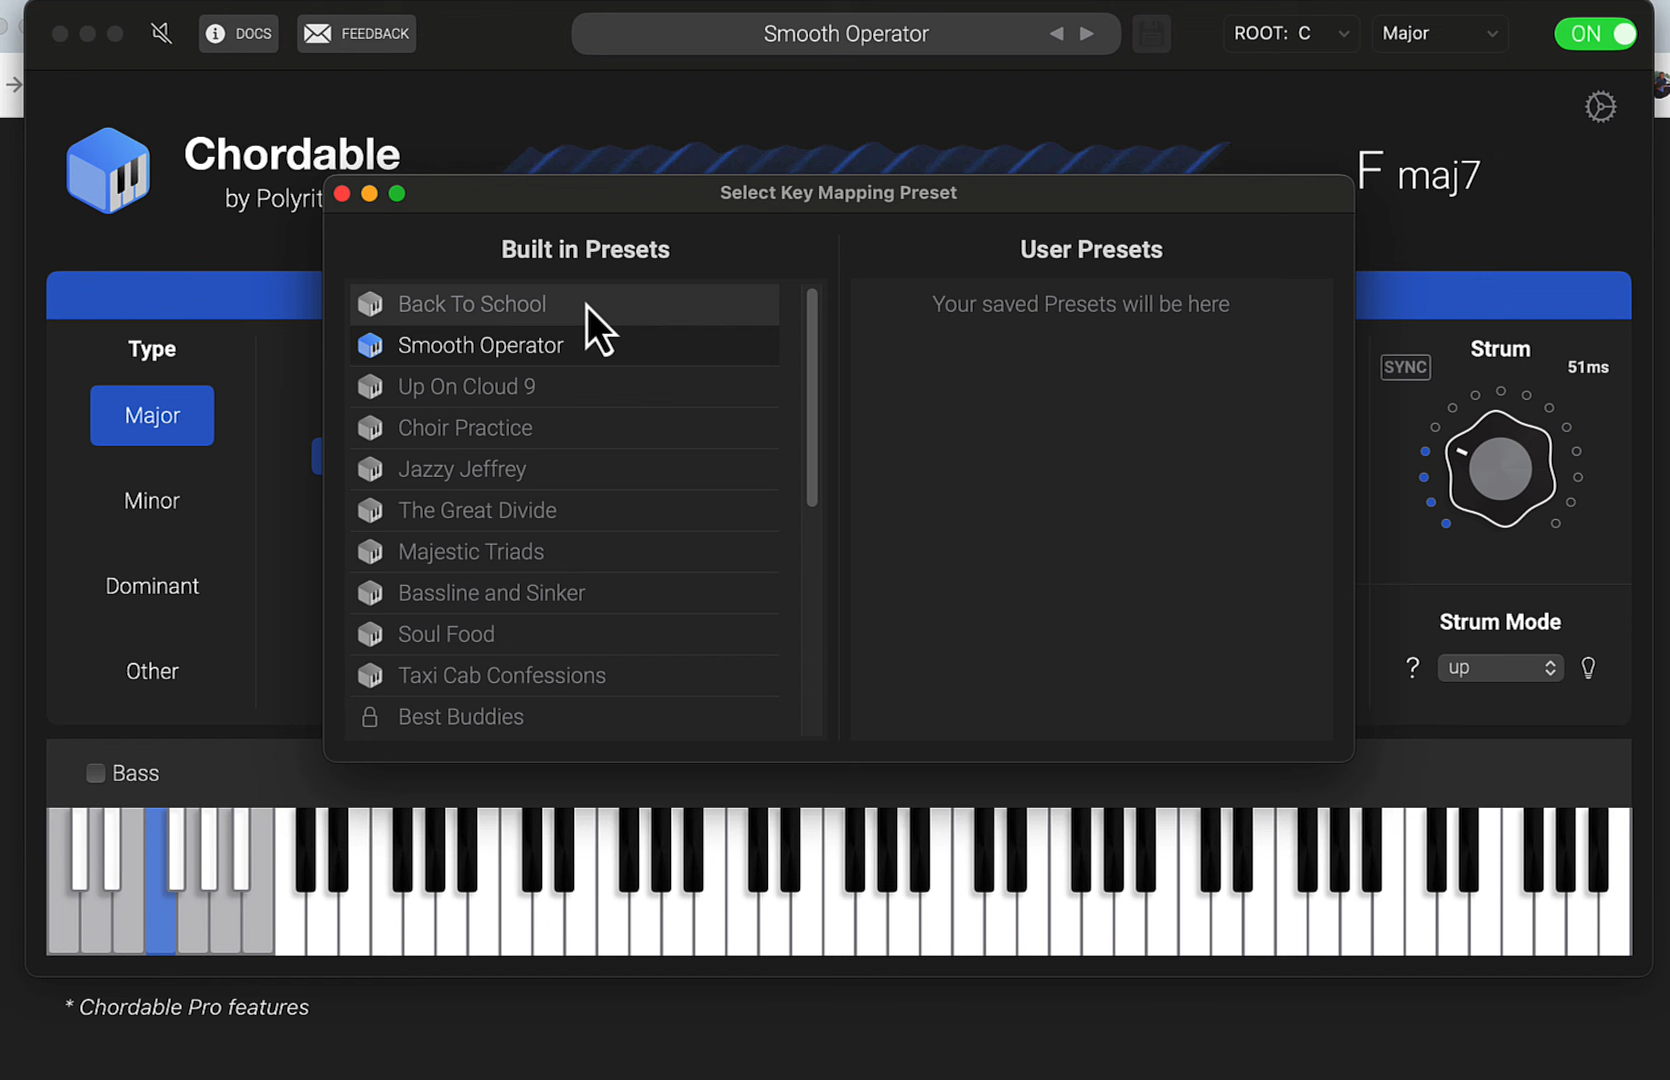 DOCS
FEEDBACK
Smooth Operator
ROOT: C
Major
ON
Chordable
by Polyrit
F maj7
Select Key Mapping Preset
Built in Presets
User Presets
Back To School
Your saved Presets will be here
Smooth Operator
Up On Cloud 9
Choir Practice
Jazzy Jeffrey
The Great Divide
Majestic Triads
Bassline and Sinker
Soul Food
Taxi Cab Confessions
Best Buddies
Type
Major
Minor
Dominant
Other
Strum
SYNC
51ms
Strum Mode
?
up
Bass
* Chordable Pro features